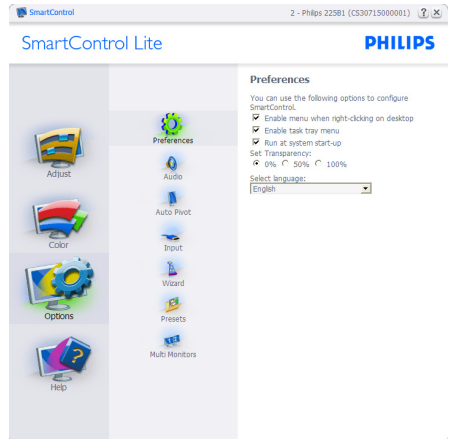 SmartControl
2 - Philips 225B1 (CS30715000001) ? X
SmartControl Lite
PHILIPS
Adjust
Color
Options
Help
Preferences
Audio
Auto Pivot
Input
Wizard
Presets
Multi Monitors
Preferences
You can use the following options to configure
SmartControl.
Enable menu when right-clicking on desktop
Enable task tray menu
Run at system start-up
Set Transparency:
0% 50% 100%
Select language:
English